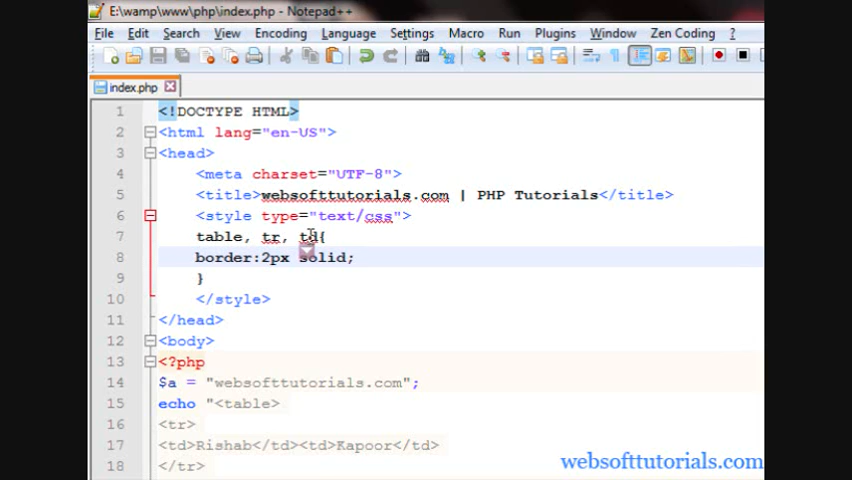 E:\wamp\www\php\index.php - Notepad++
File Edit Search View Encoding Language Settings Macro Run Plugins Window Zen Coding ?
index.php
1 <!DOCTYPE HTML>
2 <html lang="en-US">
3 <head>
4 <meta charset="UTF-8">
5 <title>websofttutorials.com | PHP Tutorials</title>
6 <style type="text/css">
7 table, tr, td{
8 border:2px solid;
9 }
10 </style>
11 </head>
12 <body>
13 <?php
14 $a = "websofttutorials.com";
15 echo "<table>
16 <tr>
17 <td>Rishab</td><td>Kapoor</td>
18 </tr>
websofttutorials.com